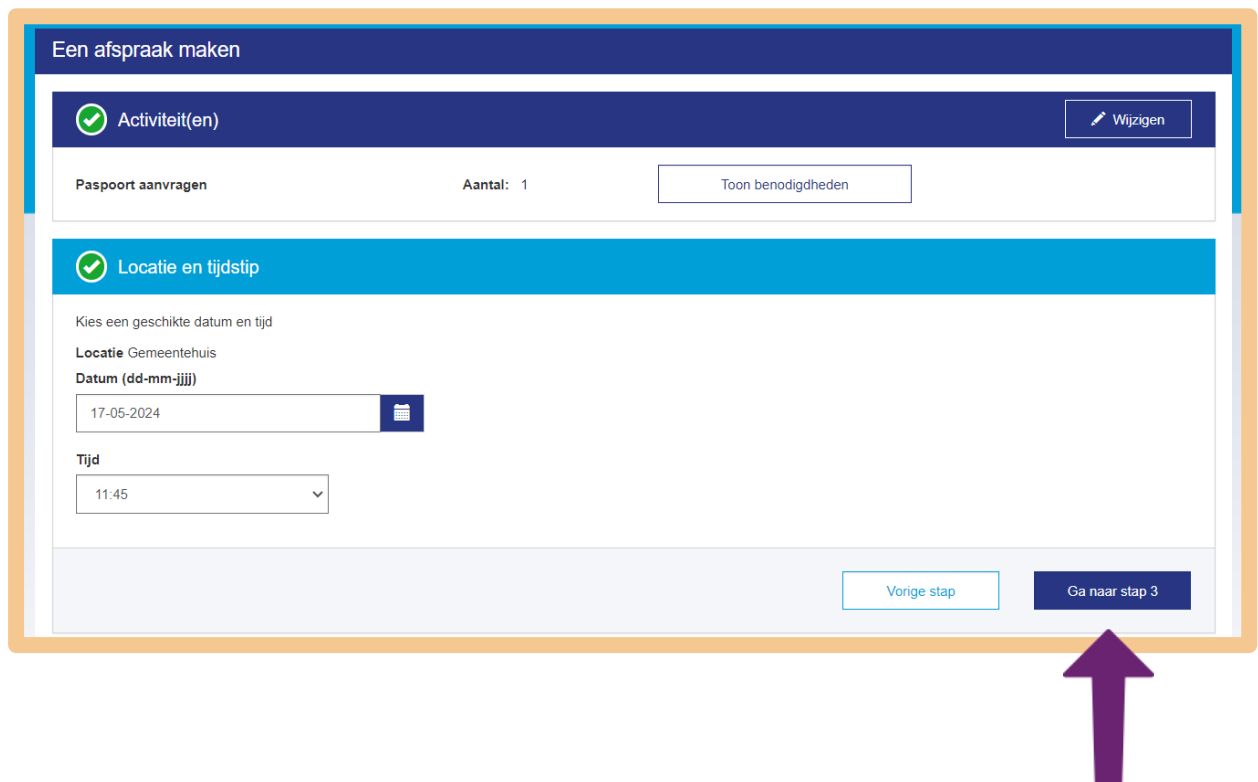 Een afspraak maken
Activiteit(en)
Wijzigen
Paspoort aanvragen Aantal: 1 Toon benodigdheden
Locatie en tijdstip
Kies een geschikte datum en tijd
Locatie Gemeentehuis
Datum (dd-mm-jjjj)
17-05-2024
Tijd
11:45
Vorige stap Ga naar stap 3